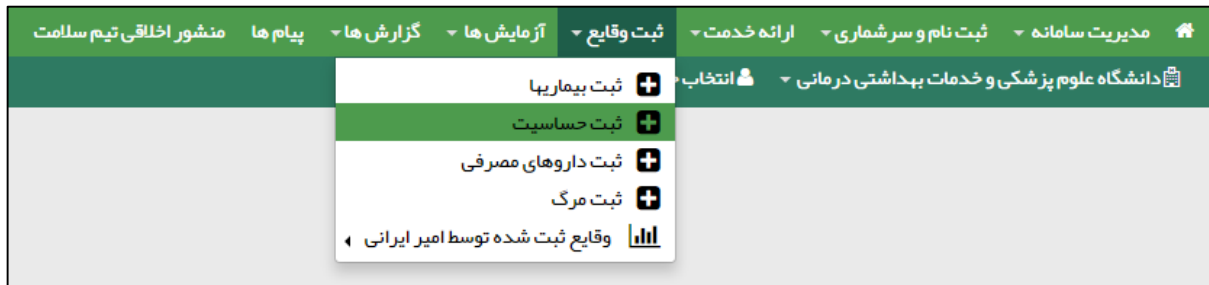 مدیریت سامانه ثبت نام و سرشماری ارائه خدمت ثبت وقایع آزمایش ها گزارش ها پیام ها منشور اخلاقی تیم سلامت
دانشگاه علوم پزشکی و خدمات بهداشتی درمانی انتخاب
ثبت بیماریها
ثبت حساسیت
ثبت داروهای مصرفی
ثبت مرگ
وقایع ثبت شده توسط امیر ایرانی